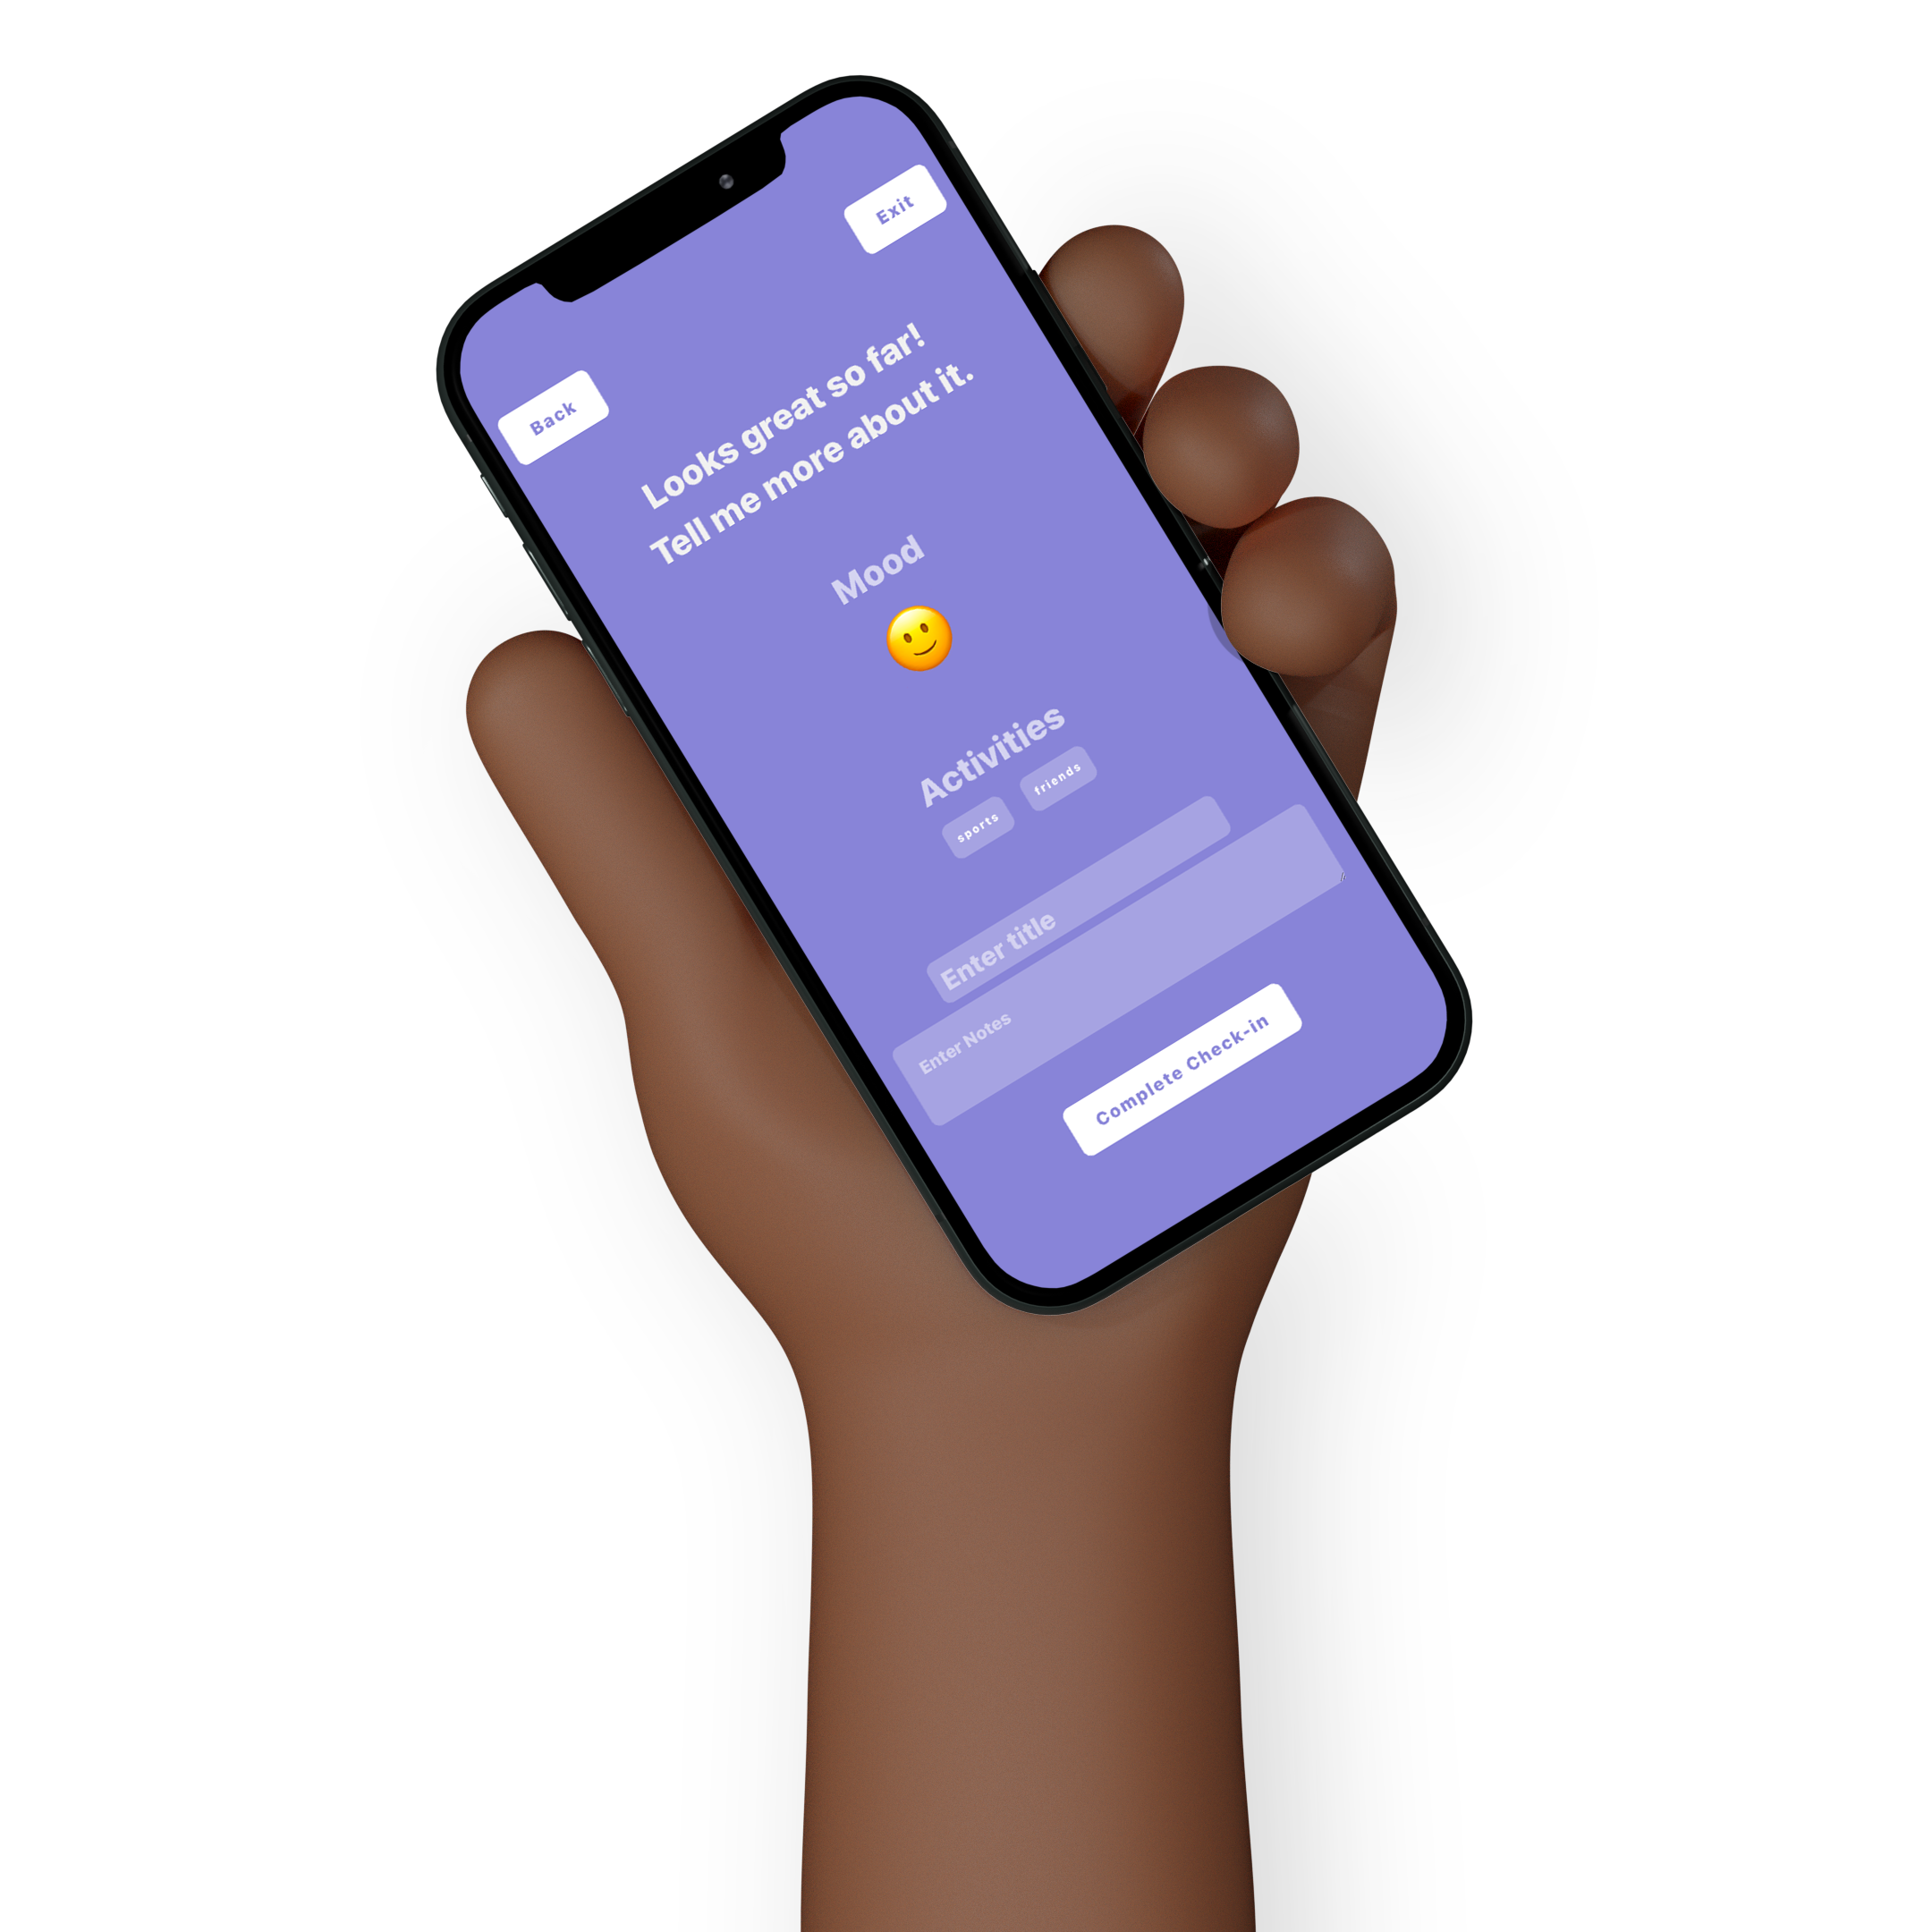 Exit
Back
Looks great so far!
Tell me more about it.
Mood
Activities
sports friends
Enter title
Enter Notes
Complete Check-in